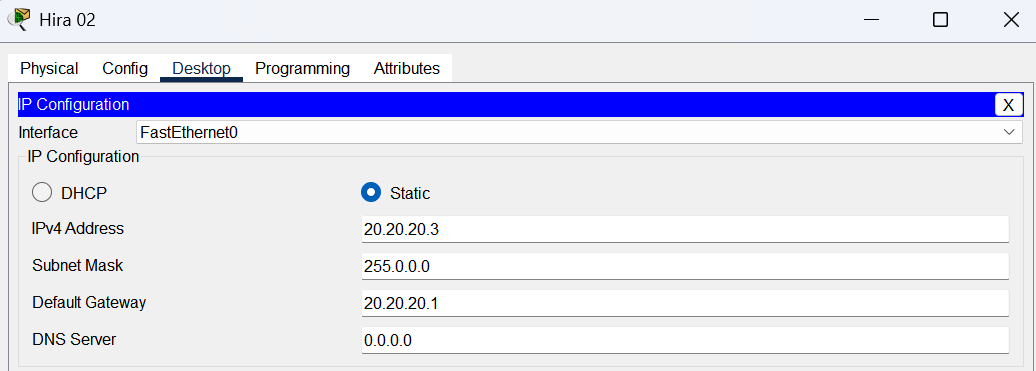 Hira 02
Physical Config Desktop Programming Attributes
IP Configuration X
Interface FastEthernet0
IP Configuration
DHCP Static
IPv4 Address 20.20.20.3
Subnet Mask 255.0.0.0
Default Gateway 20.20.20.1
DNS Server 0.0.0.0